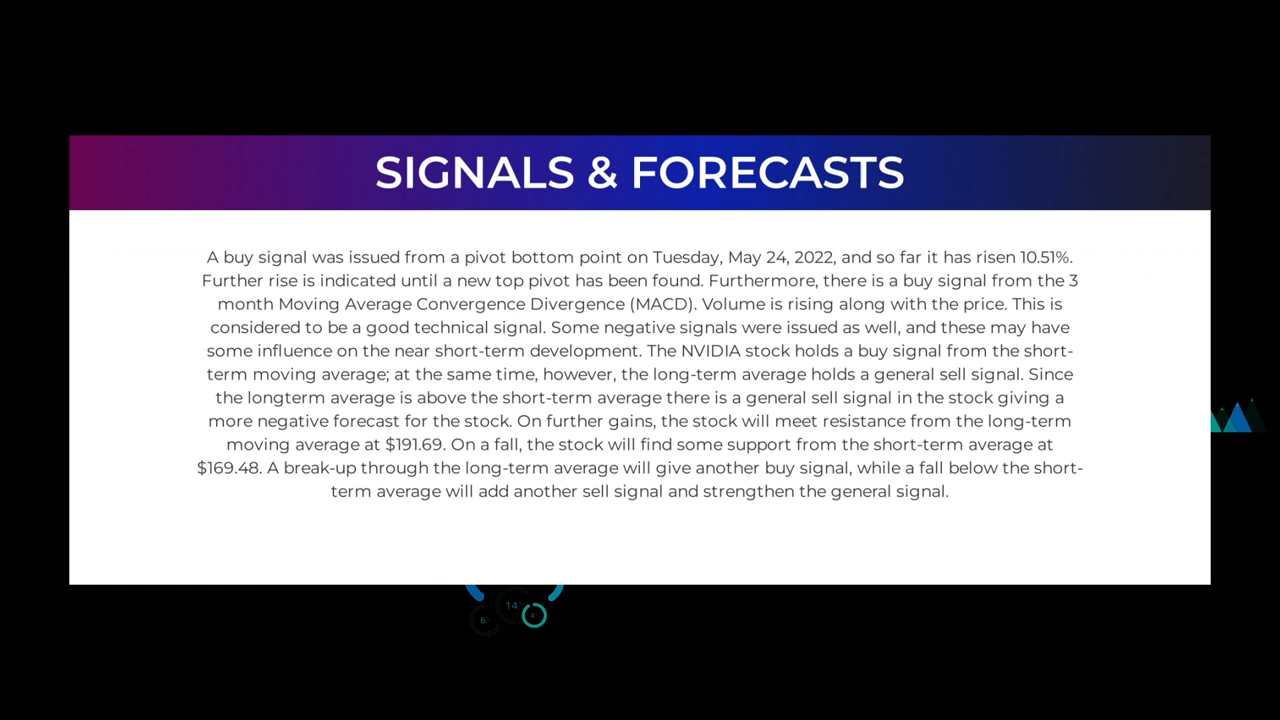 SIGNALS & FORECASTS
A buy signal was issued from a pivot bottom point on Tuesday, May 24, 2022, and so far it has risen 10.51%.
Further rise is indicated until a new top pivot has been found. Furthermore, there is a buy signal from the 3
month Moving Average Convergence Divergence (MACD). Volume is rising along with the price. This is
considered to be a good technical signal. Some negative signals were issued as well, and these may have
some influence on the near short-term development. The NVIDIA stock holds a buy signal from the short-
term moving average; at the same time, however, the long-term average holds a general sell signal. Since
the longterm average is above the short-term average there is a general sell signal in the stock giving a
more negative forecast for the stock. On further gains, the stock will meet resistance from the long-term
moving average at $191.69. On a fall, the stock will find some support from the short-term average at
$169.48. A break-up through the long-term average will give another buy signal, while a fall below the short-
term average will add another sell signal and strengthen the general signal.
14
6